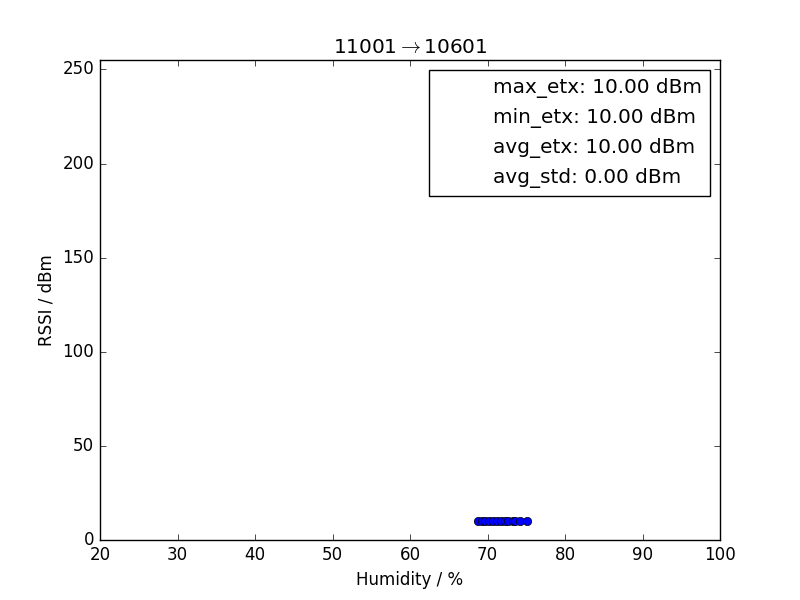 11001→10601
max_etx: 10.00 dBm
min_etx: 10.00 dBm
avg_etx: 10.00 dBm
avg_std: 0.00 dBm
250
200
150
100
50
0
RSSI / dBm
20 30 40 50 60 70 80 90 100
Humidity / %